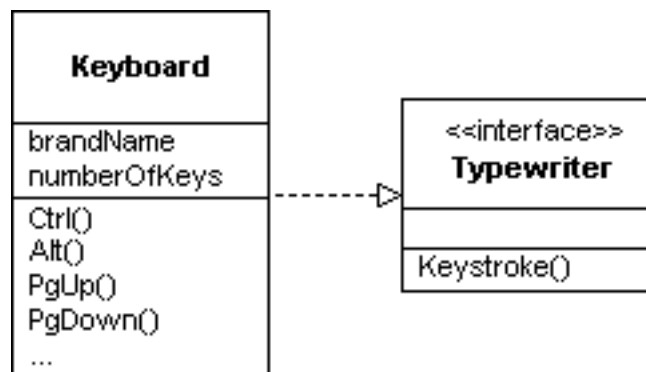 Keyboard
brandName
numberOfKeys
Ctrl()
Alt()
PgUp()
PgDown()
...
<<interface>>
Typewriter
Keystroke()